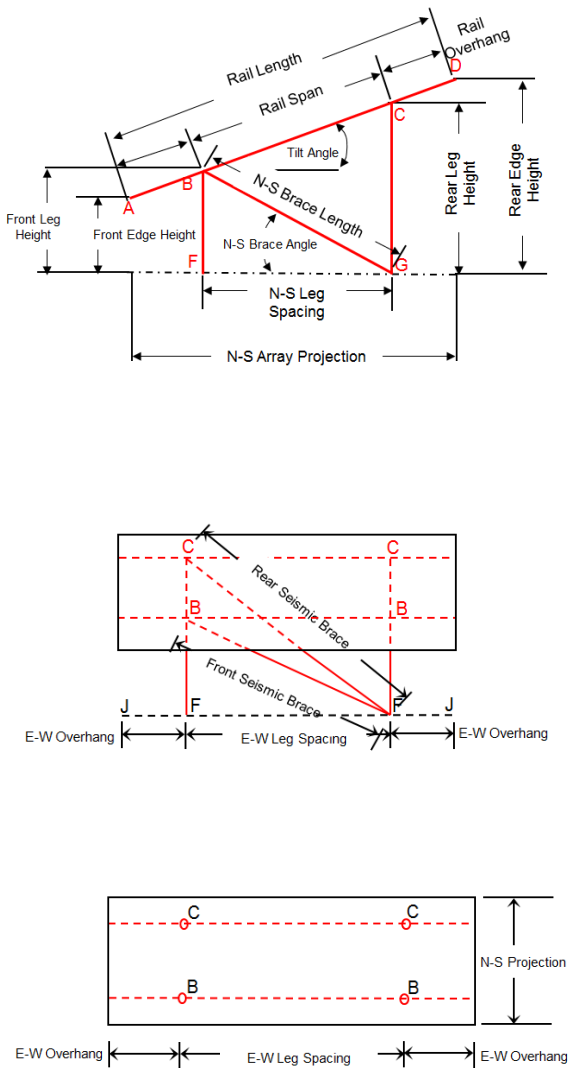 Rail
Overhang
D
Rail Length
Rail Span
C
Tilt Angle
B
A
N-S Brace Length
Rear Leg
Height
Rear Edge
Height
Front Leg
Height
Front Edge Height
N-S Brace Angle
F
G
N-S Leg
Spacing
N-S Array Projection
C
C
Rear Seismic Brace
B
B
Front Seismic Brace
J
F
F
J
E-W Overhang
E-W Leg Spacing
E-W Overhang
C
C
N-S Projection
B
B
E-W Overhang
E-W Leg Spacing
E-W Overhang